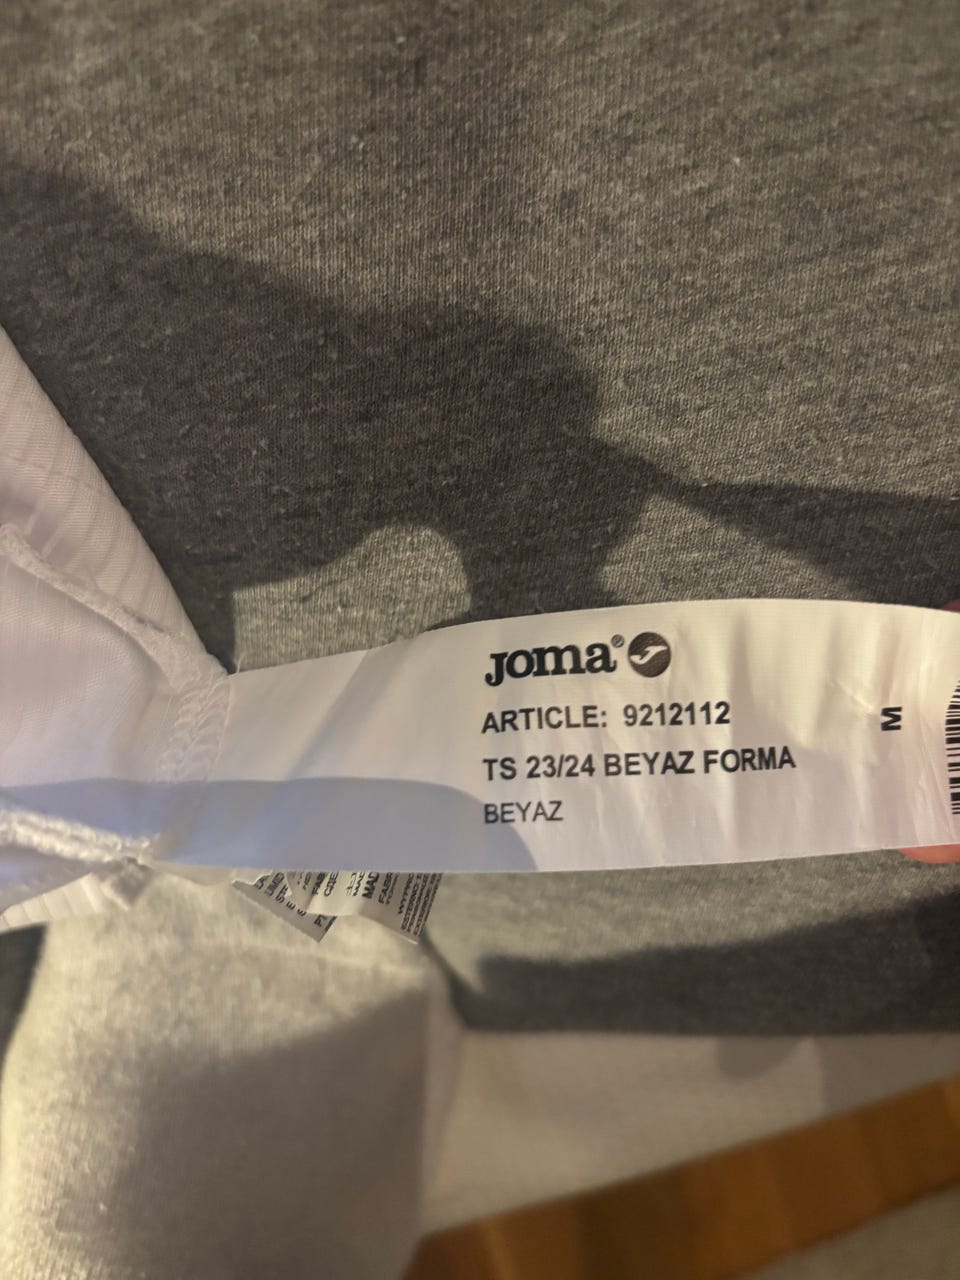 Joma®
ARTICLE: 9212112
TS 23/24 BEYAZ FORMA
BEYAZ
M